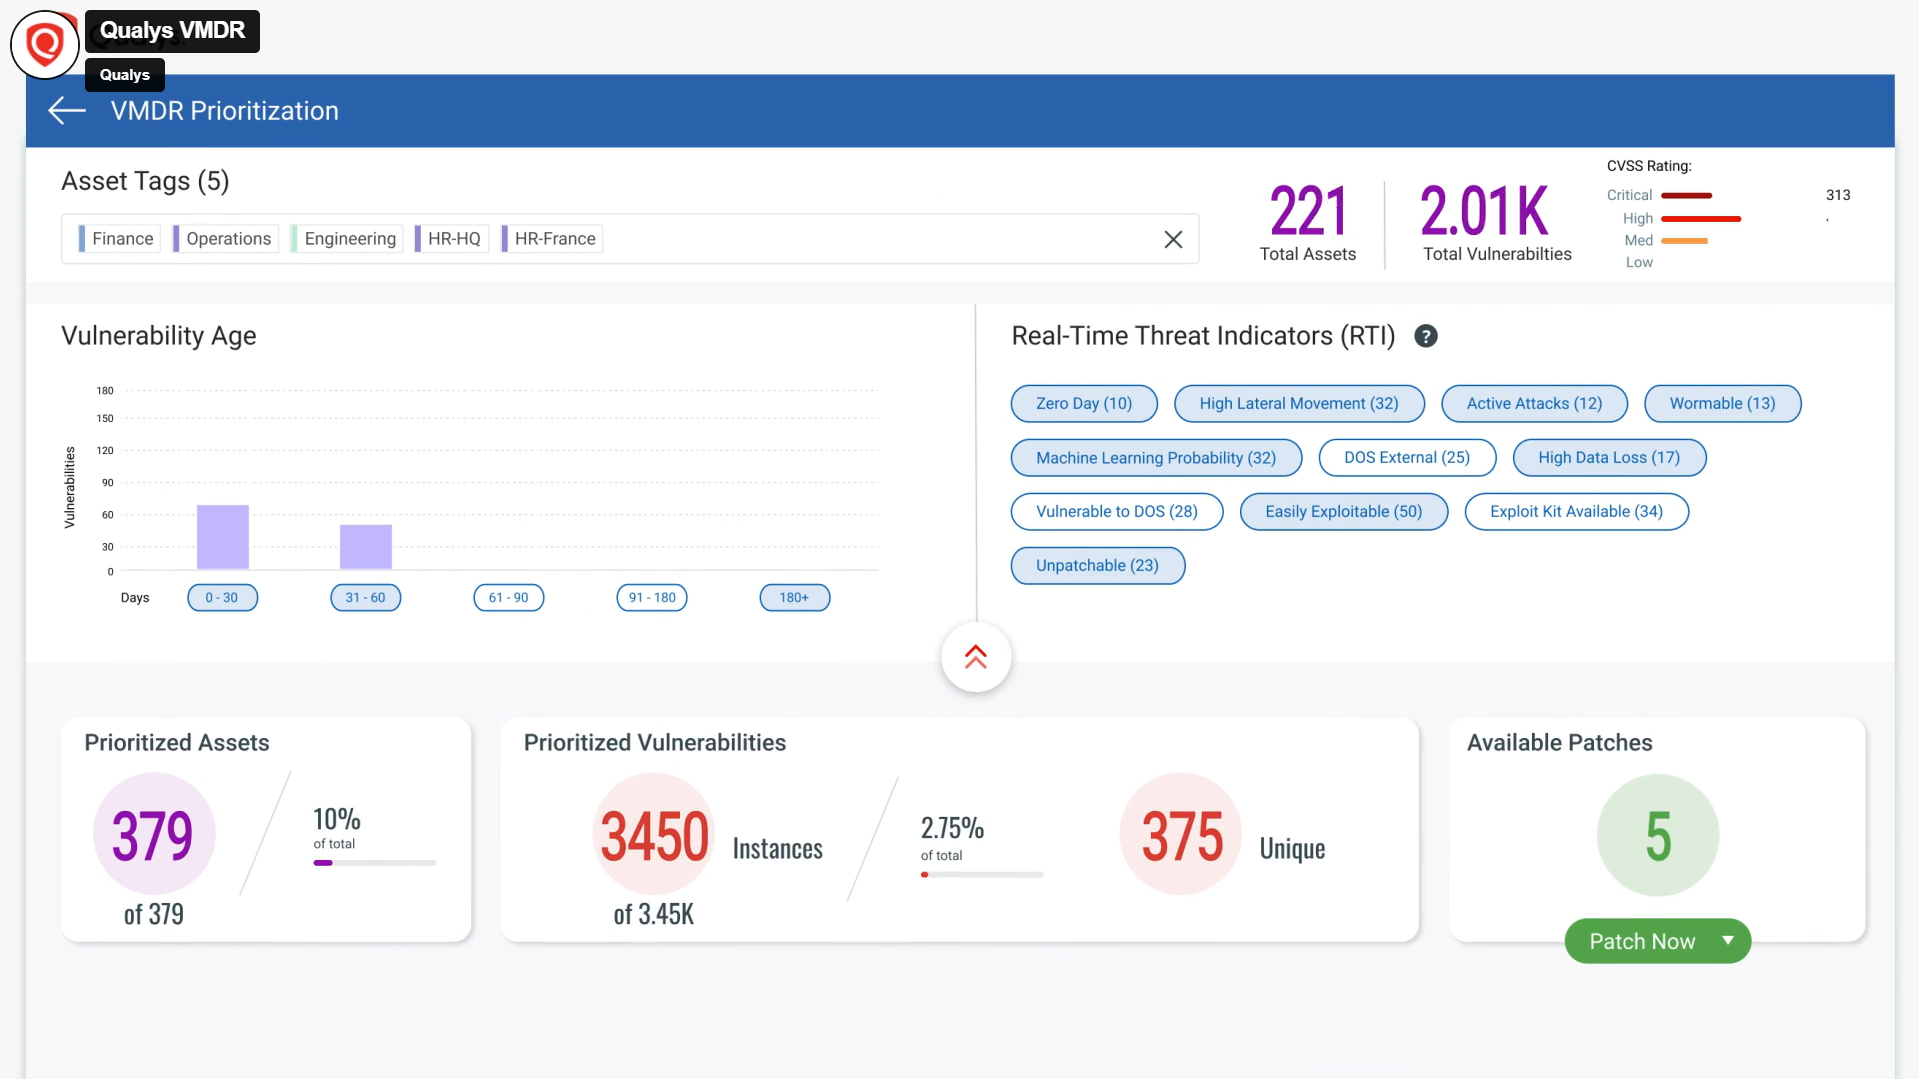 Qualys VMDR
Qualys
VMDR Prioritization
Asset Tags (5)
Finance
Operations
Engineering
HR-HQ
HR-France
221
Total Assets
2.01K
Total Vulnerabilties
CVSS Rating:
Critical
313
High
Med
Low
Vulnerability Age
Vulnerabilities
180
150
120
90
60
30
0
Days
0 - 30
31 - 60
61 - 90
91 - 180
180+
Real-Time Threat Indicators (RTI) ?
Zero Day (10)
High Lateral Movement (32)
Active Attacks (12)
Wormable (13)
Machine Learning Probability (32)
DOS External (25)
High Data Loss (17)
Vulnerable to DOS (28)
Easily Exploitable (50)
Exploit Kit Available (34)
Unpatchable (23)
Prioritized Assets
379
of 379
10%
of total
Prioritized Vulnerabilities
3450 Instances
of 3.45K
2.75%
of total
375 Unique
Available Patches
5
Patch Now